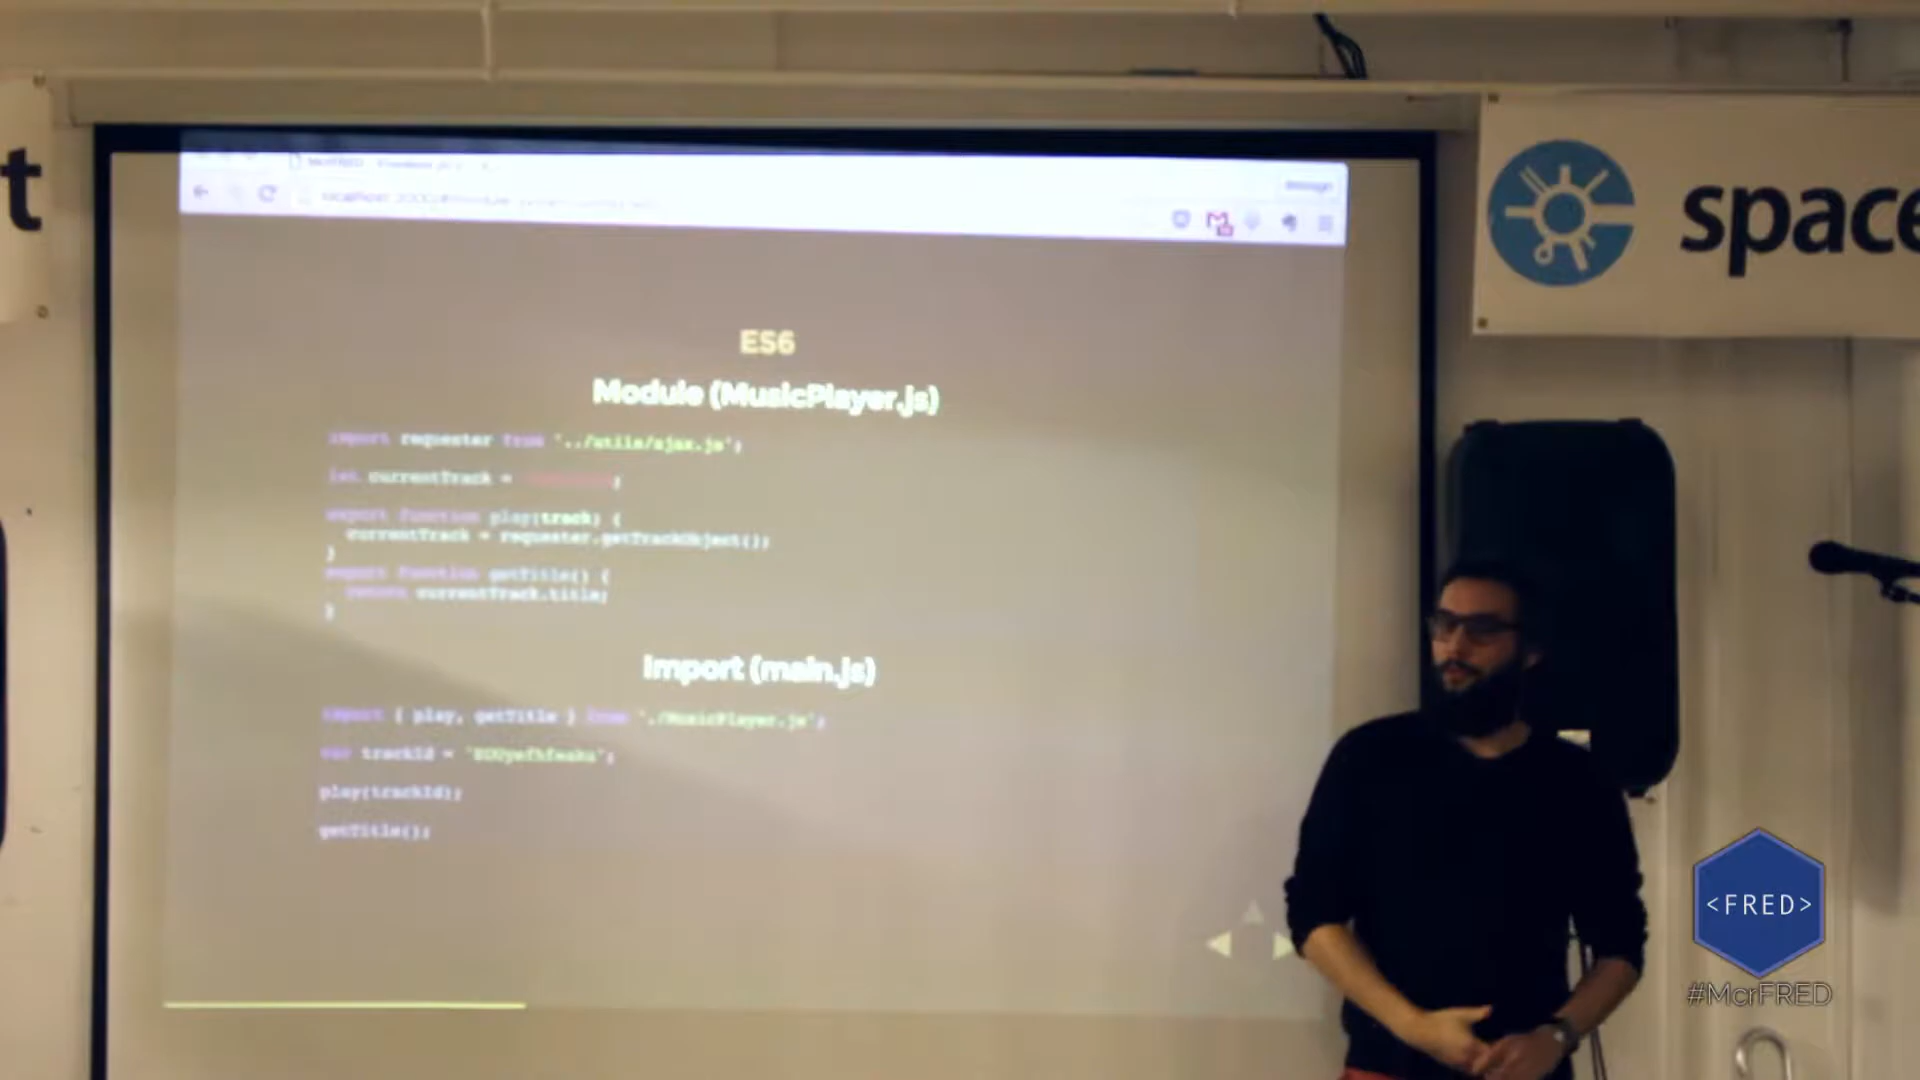 t
space
ES6
Module (MusicPlayer.js)
import requester from '../utils/ajax.js';
let currentTrack = ;
export function play(track) {
currentTrack = requester.getTrackObject();
}
export function getTitle() {
return currentTrack.title;
}
Import (main.js)
import { play, getTitle } from './MusicPlayer.js';
var trackId =
play(trackId);
getTitle();
<FRED>
#McrFRED